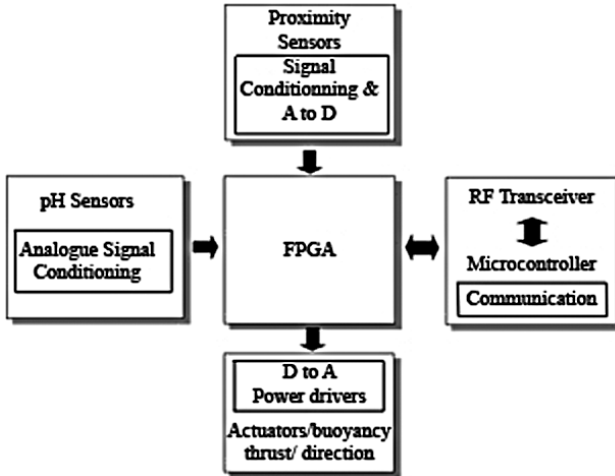 Proximity
Sensors
Signal
Conditionning &
A to D
pH Sensors
Analogue Signal
Conditioning
FPGA
RF Transceiver
Microcontroller
Communication
D to A
Power drivers
Actuators/buoyancy
thrust/ direction